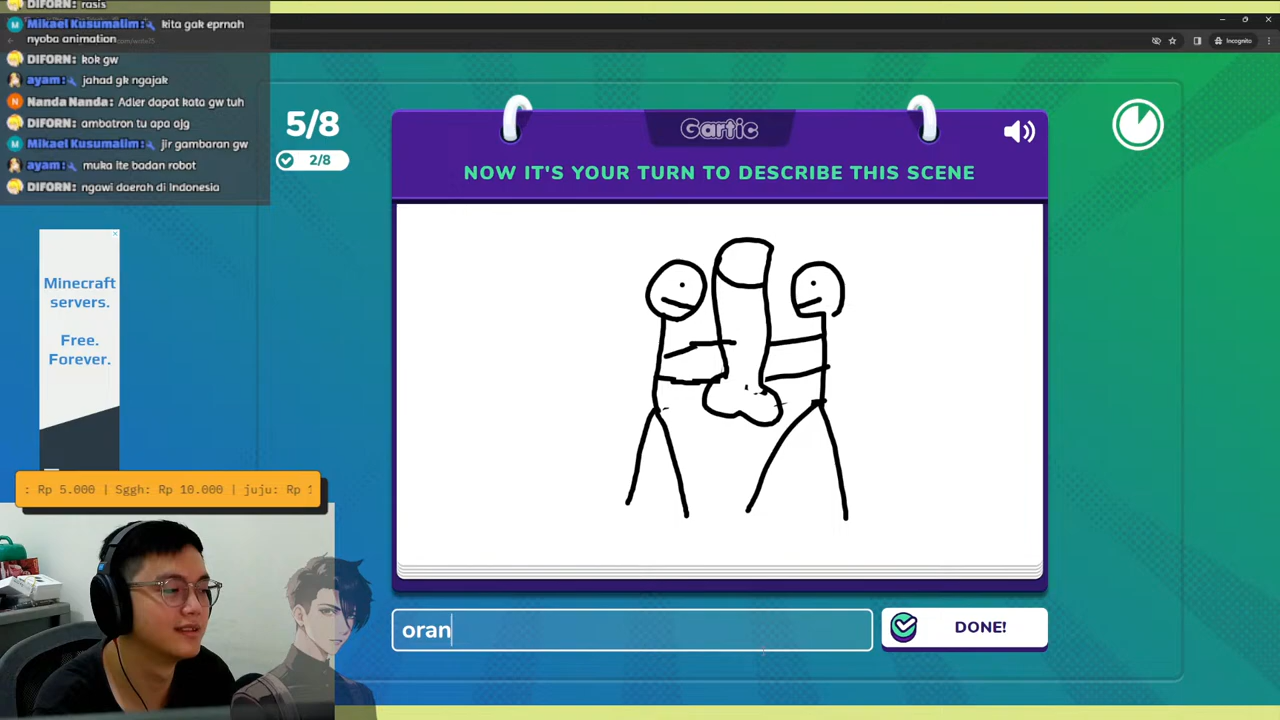 DIFORN: rasis
Mikael Kusumalim: kita gak eprnah
nyoba animation
DIFORN: kok gw
ayam: jahad gk ngajak
Nanda Nanda: Adler dapat kata gw tuh
DIFORN: ambatron tu apa ajg
Mikael Kusumalim: jir gambaran gw
ayam: muka ite badan robot
DIFORN: ngawi daerah di Indonesia
Incognito
5/8
2/8
Gartic
NOW IT'S YOUR TURN TO DESCRIBE THIS SCENE
Minecraft
servers.
Free.
Forever.
: Rp 5.000 | Sggh: Rp 10.000 | juju: Rp
oran
DONE!